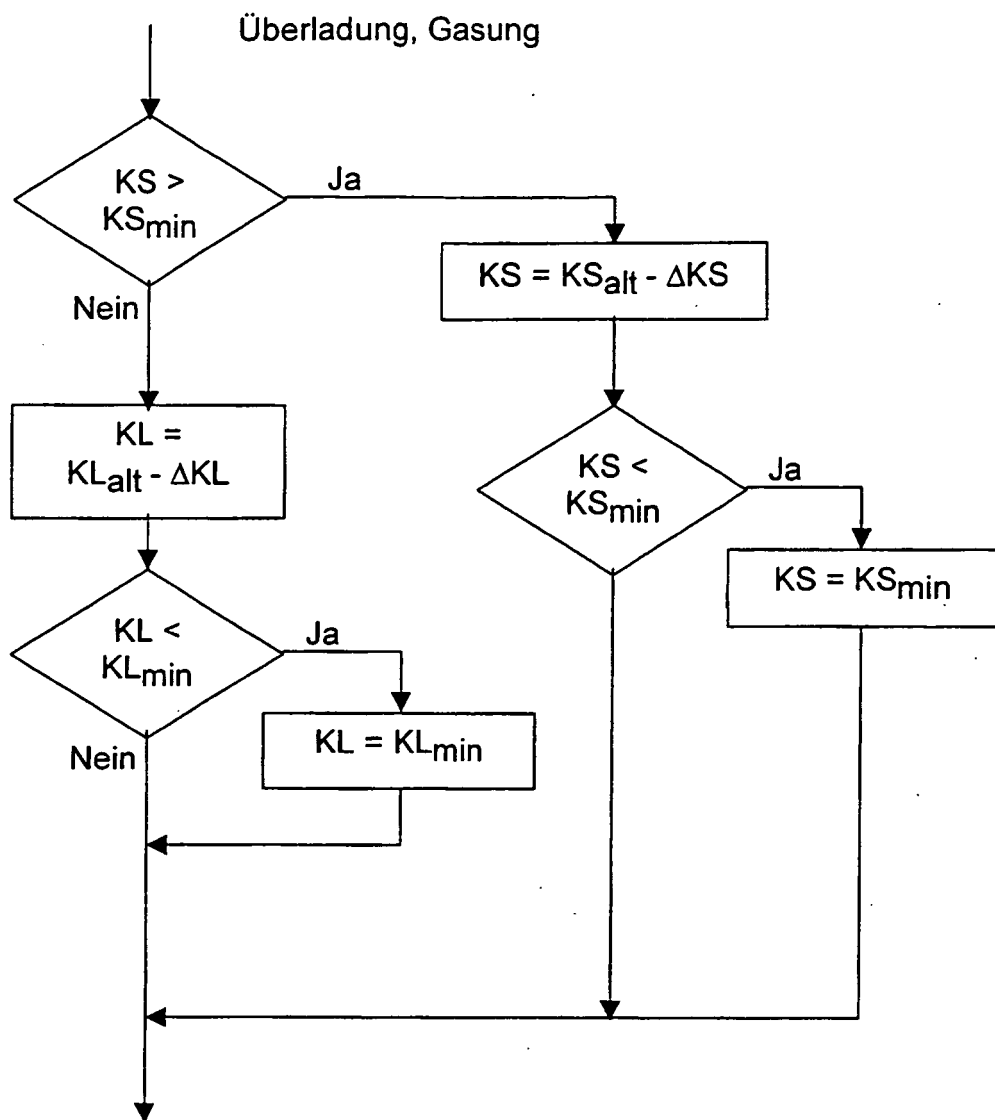 Überladung, Gasung
KS >
KSmin
Ja
Nein
KS = KSalt - ΔKS
KL =
KLalt - ΔKL
KS <
KSmin
Ja
KS = KSmin
KL <
KLmin
Ja
Nein
KL = KLmin